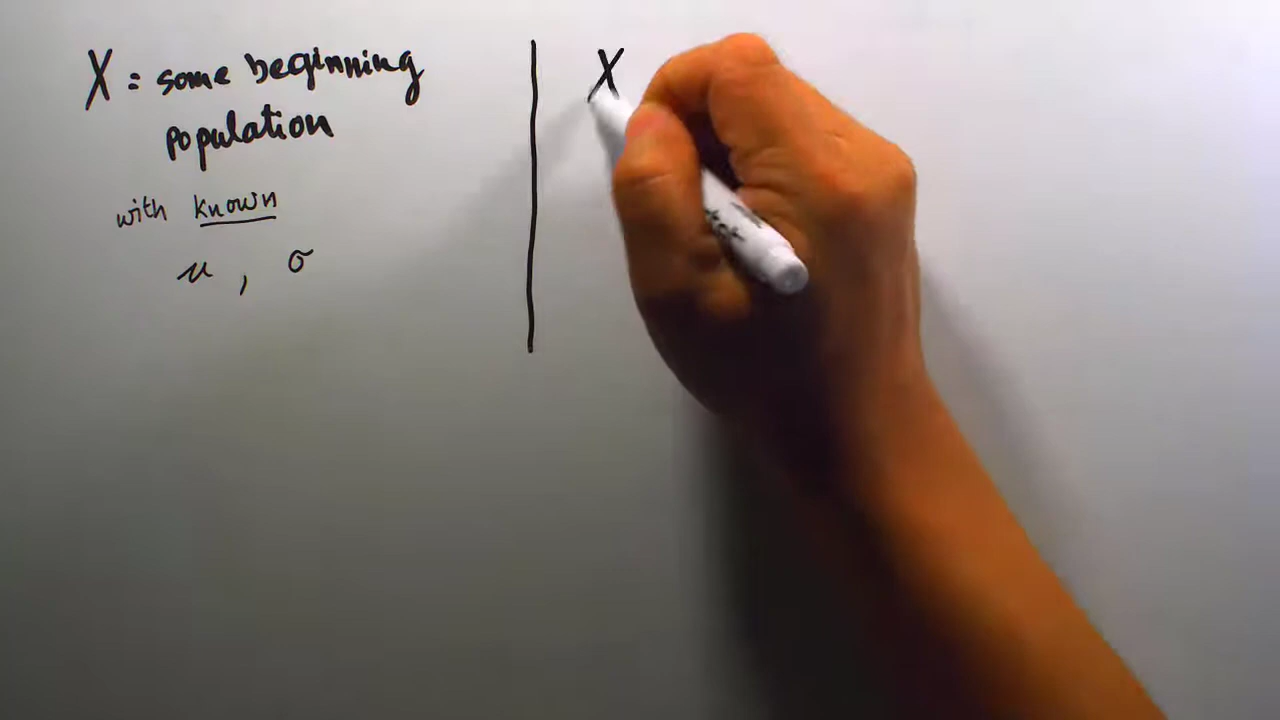 X = some beginning
population
with known
μ , σ
X